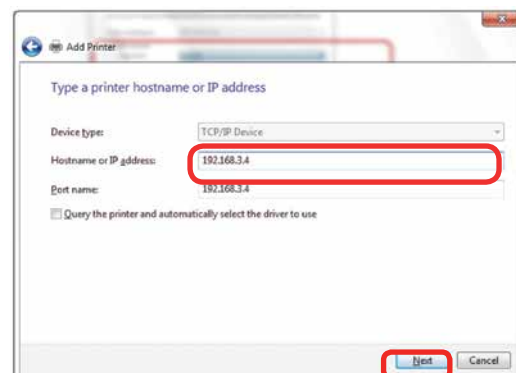 Add Printer
Type a printer hostname or IP address
Device type: TCP/IP Device
Hostname or IP address: 192.168.3.4
Port name: 192.168.3.4
Query the printer and automatically select the driver to use
Next Cancel